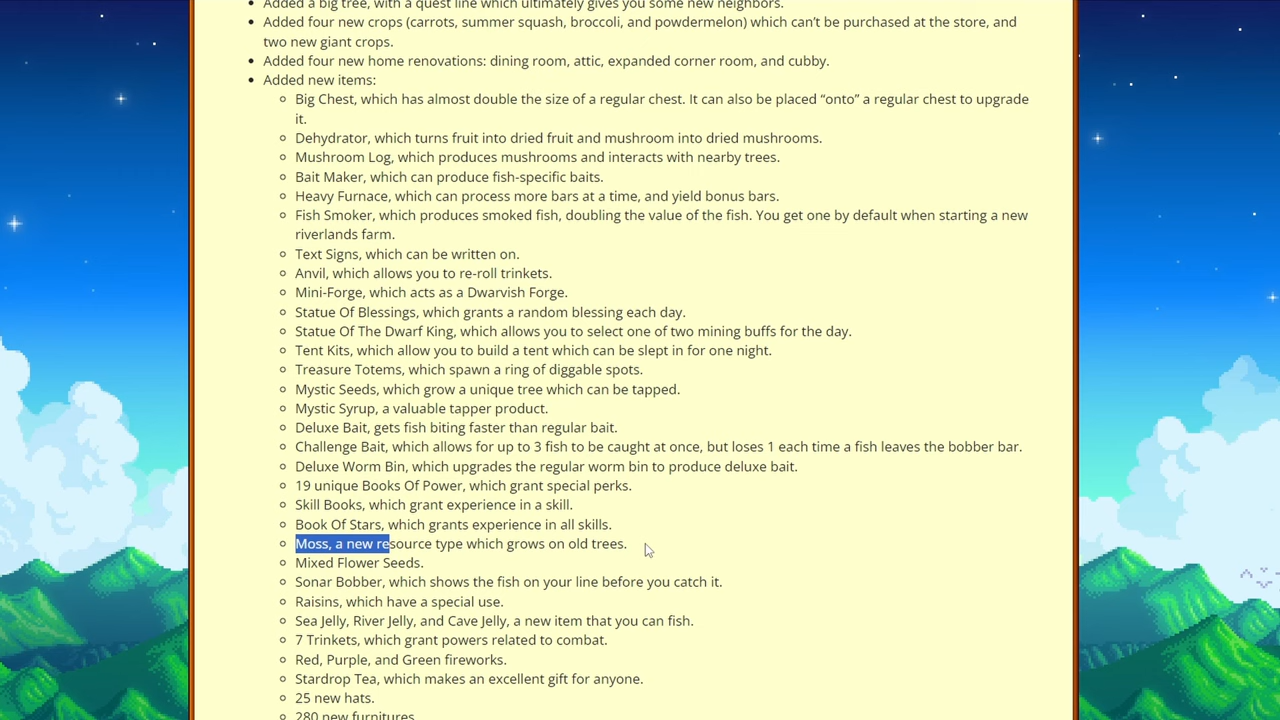 Added a big tree, with a quest line which ultimately gives you some new neighbors.
Added four new crops (carrots, summer squash, broccoli, and powdermelon) which can’t be purchased at the store, and
two new giant crops.
Added four new home renovations: dining room, attic, expanded corner room, and cubby.
Added new items:
Big Chest, which has almost double the size of a regular chest. It can also be placed “onto” a regular chest to upgrade
it.
Dehydrator, which turns fruit into dried fruit and mushroom into dried mushrooms.
Mushroom Log, which produces mushrooms and interacts with nearby trees.
Bait Maker, which can produce fish-specific baits.
Heavy Furnace, which can process more bars at a time, and yield bonus bars.
Fish Smoker, which produces smoked fish, doubling the value of the fish. You get one by default when starting a new
riverlands farm.
Text Signs, which can be written on.
Anvil, which allows you to re-roll trinkets.
Mini-Forge, which acts as a Dwarvish Forge.
Statue Of Blessings, which grants a random blessing each day.
Statue Of The Dwarf King, which allows you to select one of two mining buffs for the day.
Tent Kits, which allow you to build a tent which can be slept in for one night.
Treasure Totems, which spawn a ring of diggable spots.
Mystic Seeds, which grow a unique tree which can be tapped.
Mystic Syrup, a valuable tapper product.
Deluxe Bait, gets fish biting faster than regular bait.
Challenge Bait, which allows for up to 3 fish to be caught at once, but loses 1 each time a fish leaves the bobber bar.
Deluxe Worm Bin, which upgrades the regular worm bin to produce deluxe bait.
19 unique Books Of Power, which grant special perks.
Skill Books, which grant experience in a skill.
Book Of Stars, which grants experience in all skills.
Moss, a new resource type which grows on old trees.
Mixed Flower Seeds.
Sonar Bobber, which shows the fish on your line before you catch it.
Raisins, which have a special use.
Sea Jelly, River Jelly, and Cave Jelly, a new item that you can fish.
7 Trinkets, which grant powers related to combat.
Red, Purple, and Green fireworks.
Stardrop Tea, which makes an excellent gift for anyone.
25 new hats.
280 new furnitures